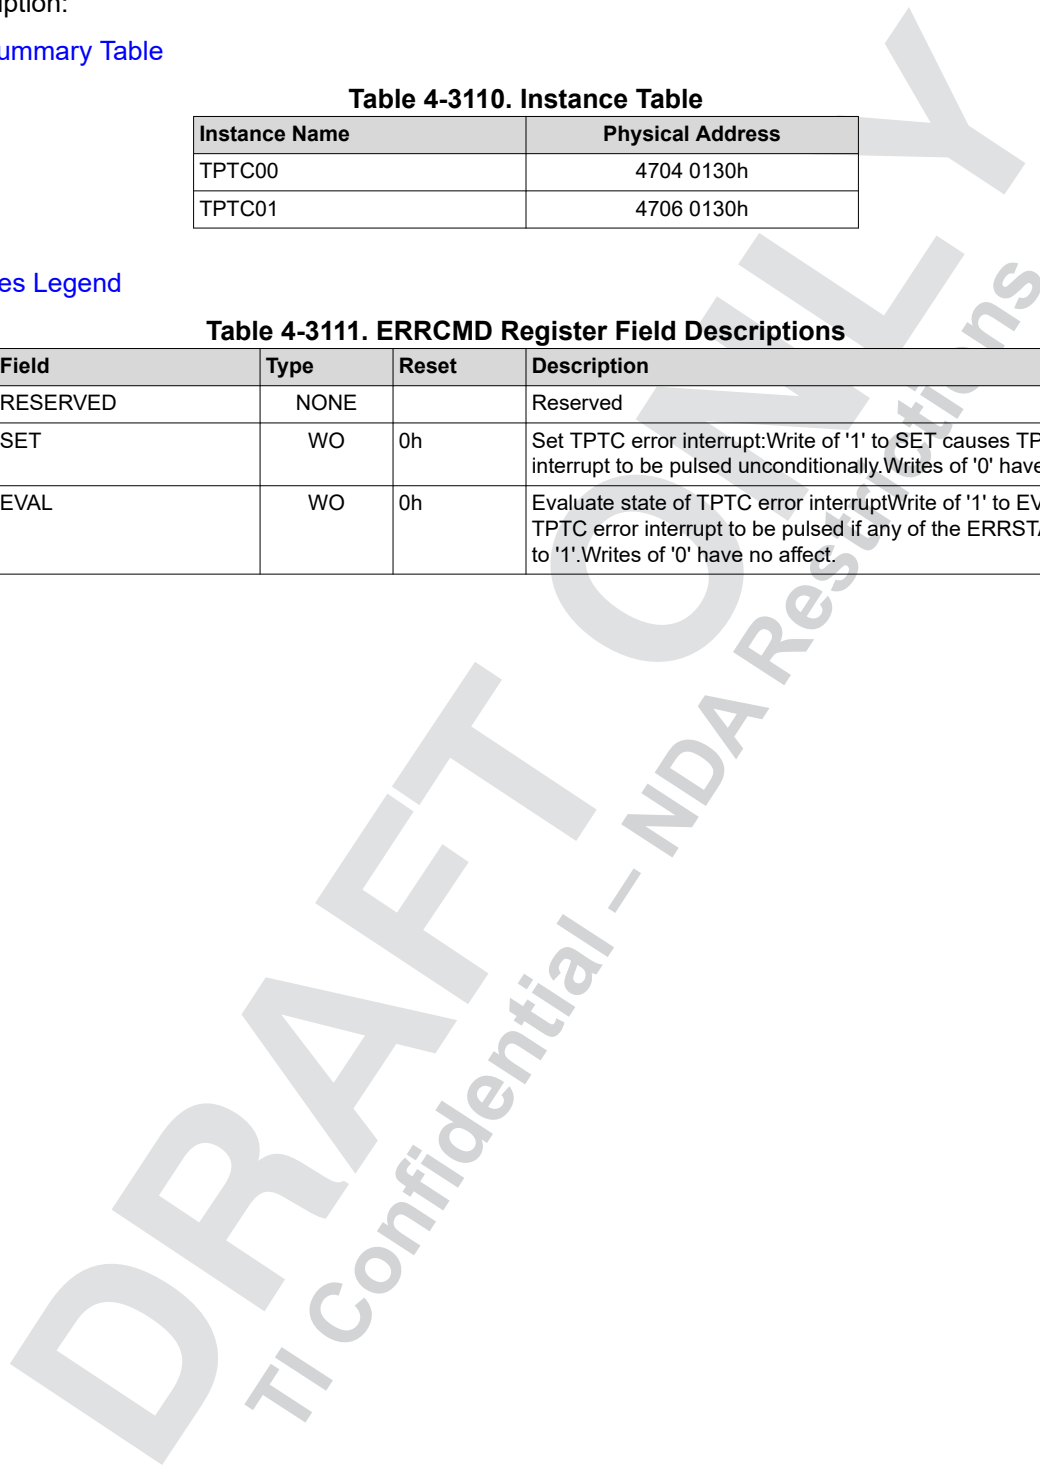 iption:
ummary Table
Table 4-3110. Instance Table
Instance Name Physical Address
TPTC00 4704 0130h
TPTC01 4706 0130h
es Legend
Table 4-3111. ERRCMD Register Field Descriptions
Field Type Reset Description
RESERVED NONE Reserved
SET WO 0h Set TPTC error interrupt:Write of '1' to SET causes TP
interrupt to be pulsed unconditionally.Writes of '0' have
EVAL WO 0h Evaluate state of TPTC error interruptWrite of '1' to EV
TPTC error interrupt to be pulsed if any of the ERRSTA
to '1'.Writes of '0' have no affect.
DRAFT ONLY
TI Confidential – NDA Restrictions